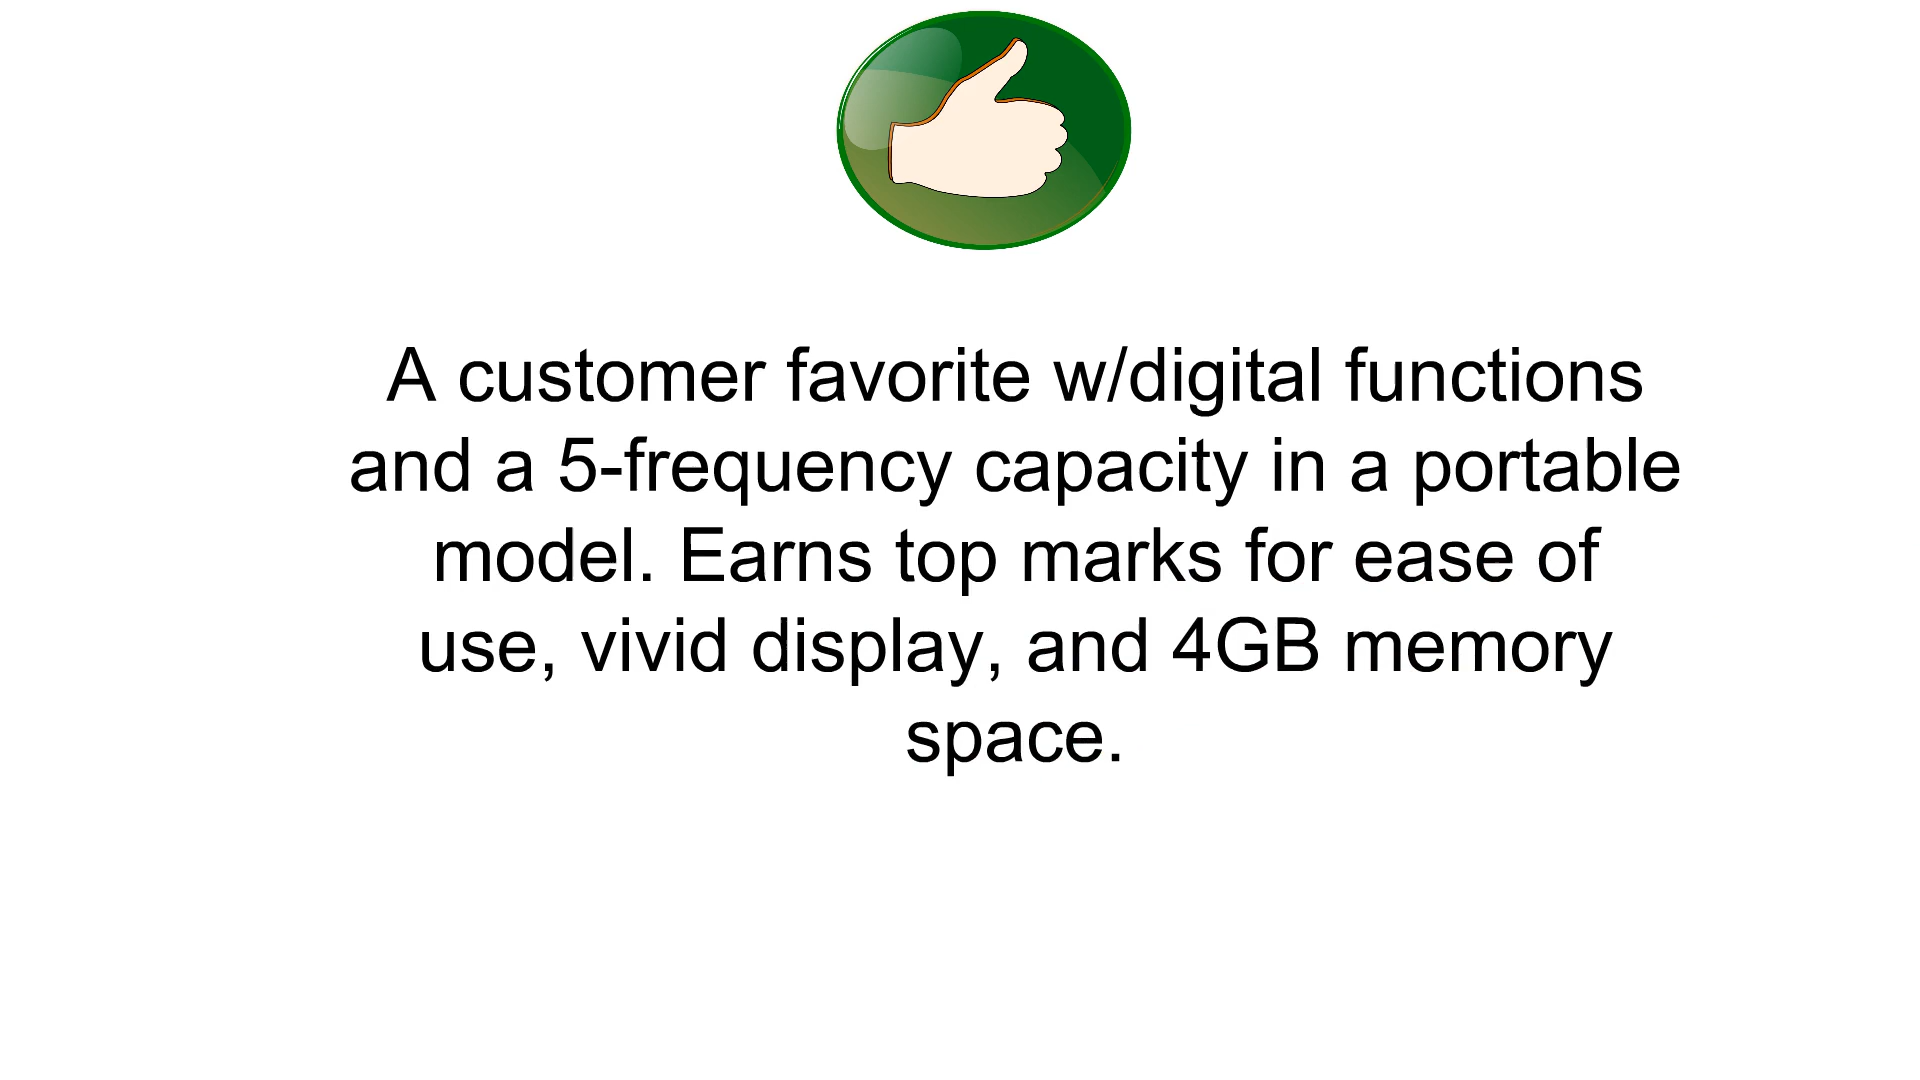 A customer favorite w/digital functions
and a 5-frequency capacity in a portable
model. Earns top marks for ease of
use, vivid display, and 4GB memory
space.